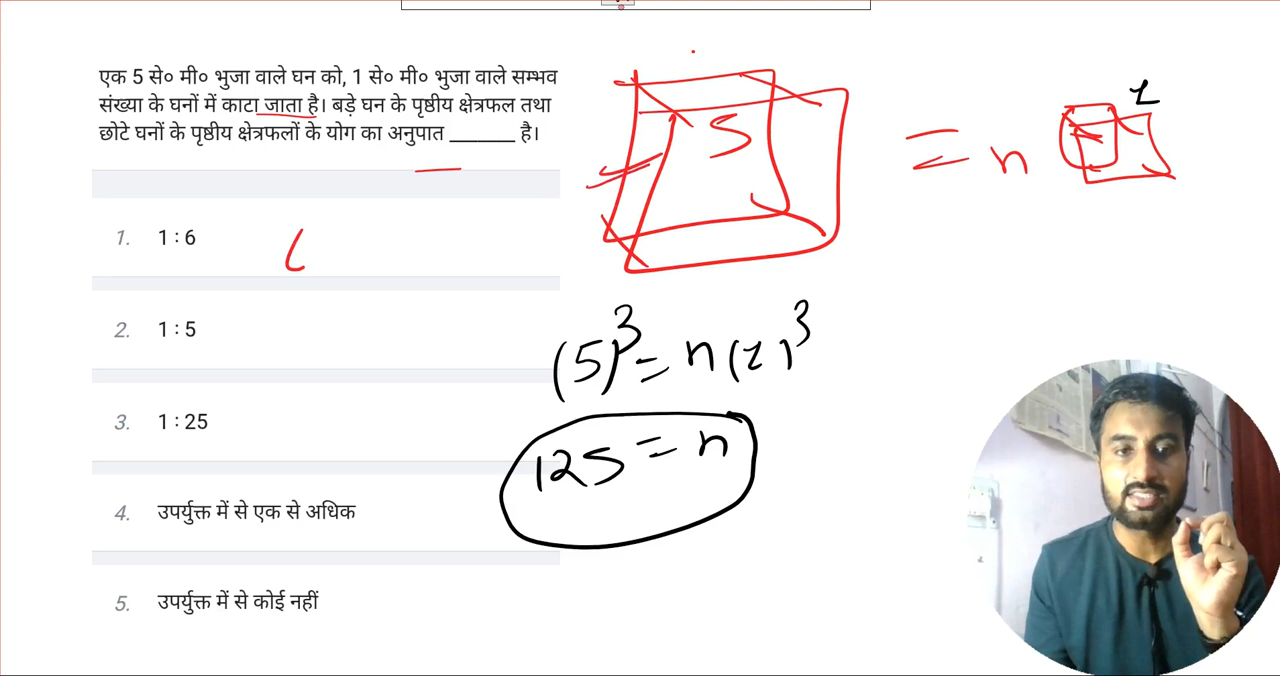 एक 5 से० मी० भुजा वाले घन को, 1 से० मी० भुजा वाले सम्भव
संख्या के घनों में काटा जाता है। बड़े घन के पृष्ठीय क्षेत्रफल तथा
छोटे घनों के पृष्ठीय क्षेत्रफलों के योग का अनुपात ______ है।
1. 1 : 6
2. 1 : 5
3. 1 : 25
4. उपर्युक्त में से एक से अधिक
5. उपर्युक्त में से कोई नहीं
5 = n 1
(5)³ = n (1)³
125 = n